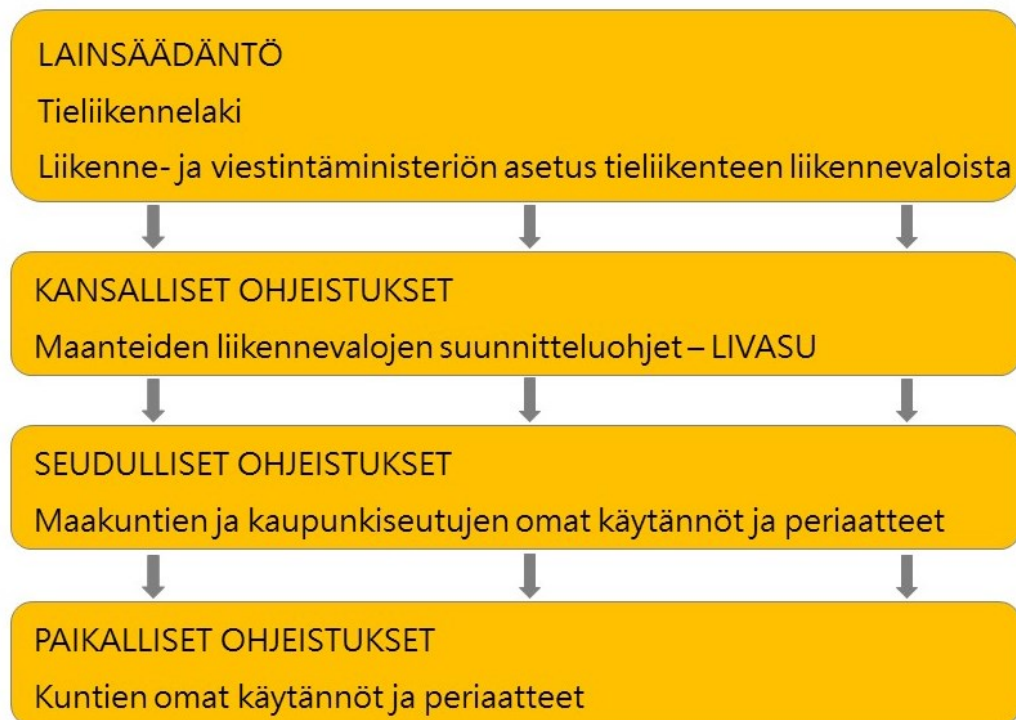 LAINSÄÄDÄNTÖ
Tieliikennelaki
Liikenne- ja viestintäministeriön asetus tieliikenteen liikennevaloista
KANSALLISET OHJEISTUKSET
Maanteiden liikennevalojen suunnitteluohjet – LIVASU
SEUDULLISET OHJEISTUKSET
Maakuntien ja kaupunkiseutujen omat käytännöt ja periaatteet
PAIKALLISET OHJEISTUKSET
Kuntien omat käytännöt ja periaatteet